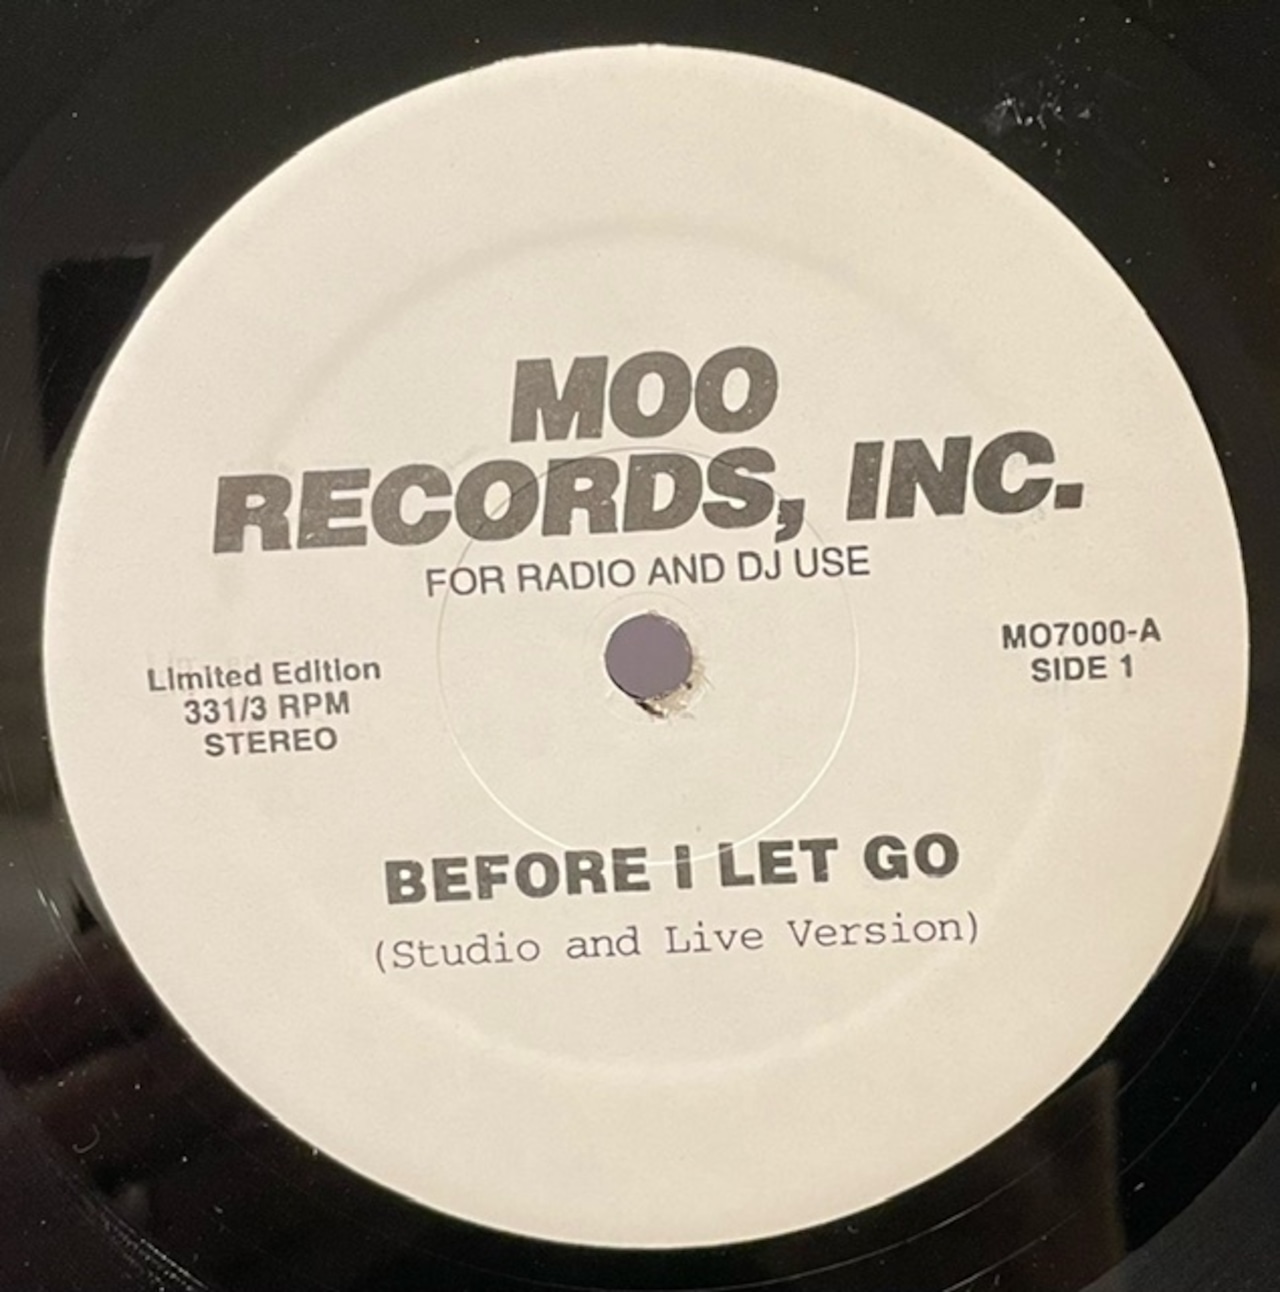 MOO
RECORDS, INC.
FOR RADIO AND DJ USE
Limited Edition
331/3 RPM
STEREO
MO7000-A
SIDE 1
BEFORE I LET GO
(Studio and Live Version)